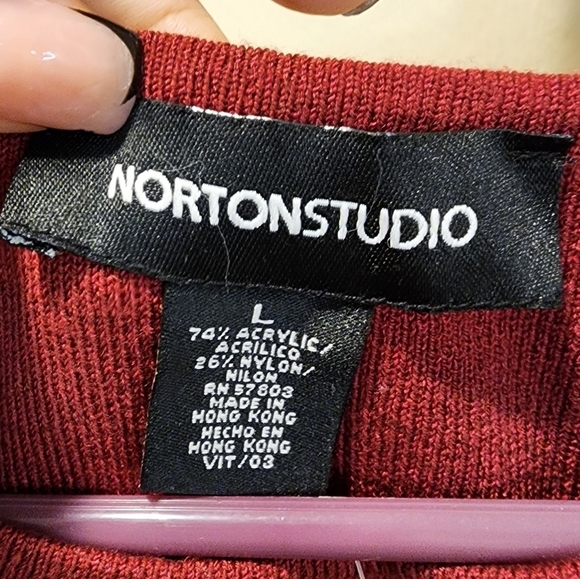 NORTONSTUDIO
L
74% ACRYLIC/
ACRILICO
26% NYLON/
NILON
RN 57803
MADE IN
HONG KONG
HECHO EN
HONG KONG
VIT/03